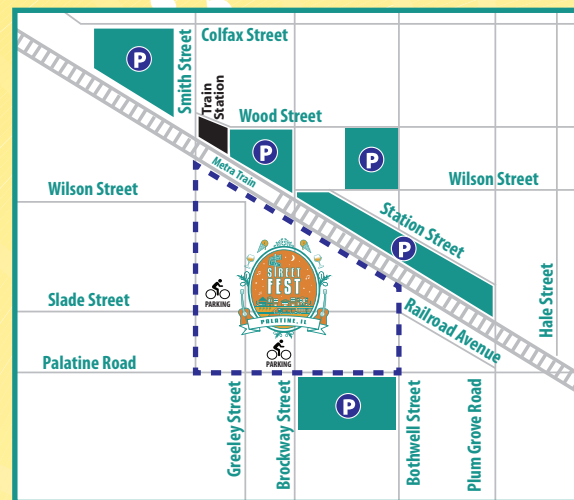 Colfax Street
P
Smith Street
Train
Station
Wood Street
P
P
Metra Train
Wilson Street
Wilson Street
Station Street
P
STREET
FEST
PALATINE, IL
PARKING
Slade Street
Railroad Avenue
Hale Street
PARKING
Palatine Road
Greeley Street
Brockway Street
P
Bothwell Street
Plum Grove Road